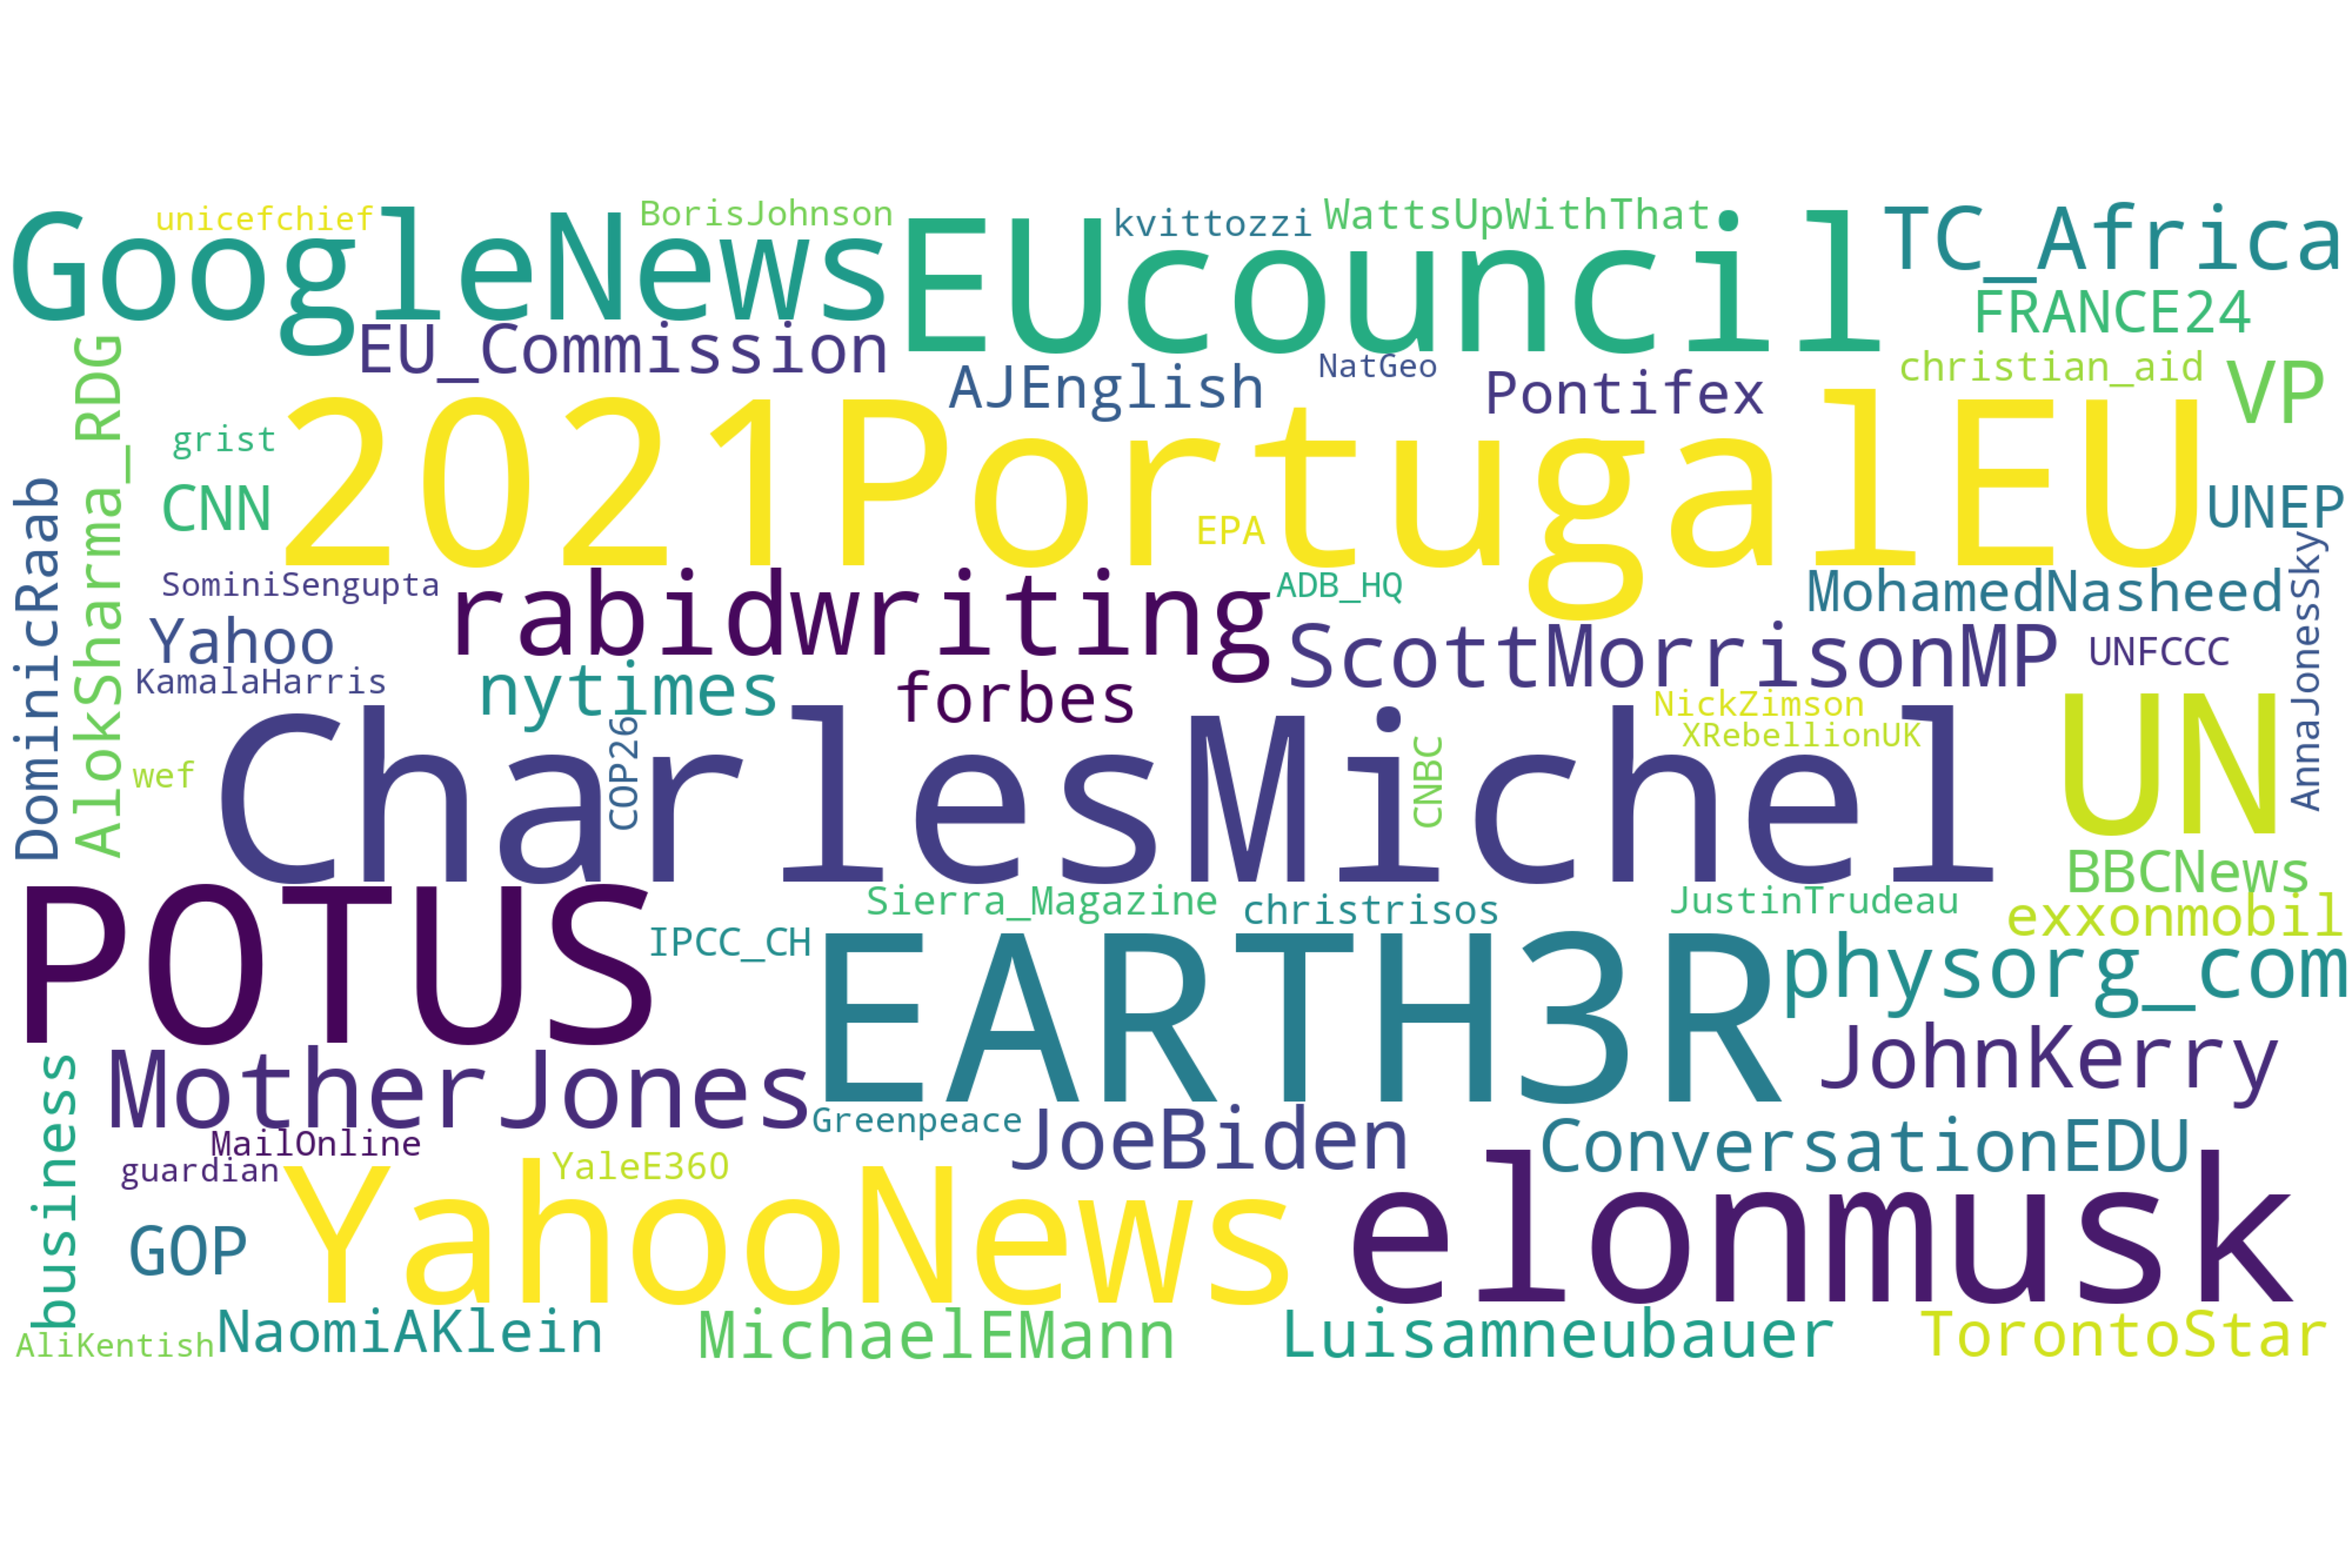 unicefchief
BorisJohnson
kvittozzi
WattsUpWithThat
TC_Africa
GoogleNews
EUcouncil
FRANCE24
EU_Commission
AJEnglish
NatGeo
Pontifex
christian_aid
VP
AlokSharma_RDG
DominicRaab
grist
CNN
2021PortugalEU
EPA
UNEP
SominiSengupta
rabidwriting
ADB_HQ
MohamedNasheed
AnnaJonesSky
Yahoo
ScottMorrisonMP
UNFCCC
KamalaHarris
nytimes
forbes
NickZimson
XRebellionUK
wef
CharlesMichel
COP26
CNBC
UN
BBCNews
POTUS
Sierra_Magazine
christrisos
JustinTrudeau
exxonmobil
IPCC_CH
EARTH3R
physorg_com
business
MotherJones
JohnKerry
Greenpeace
JoeBiden
ConversationEDU
MailOnline
guardian
YaleE360
YahooNews
elonmusk
GOP
AliKentish
NaomiAKlein
MichaelEMann
Luisamneubauer
TorontoStar